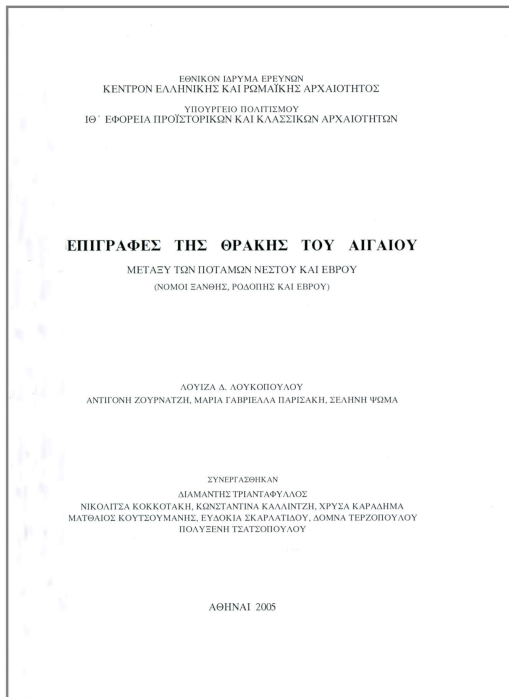 ΕΘΝΙΚΟΝ ΙΔΡΥΜΑ ΕΡΕΥΝΩΝ
ΚΕΝΤΡΟΝ ΕΛΛΗΝΙΚΗΣ ΚΑΙ ΡΩΜΑΪΚΗΣ ΑΡΧΑΙΟΤΗΤΟΣ
ΥΠΟΥΡΓΕΙΟ ΠΟΛΙΤΙΣΜΟΥ
ΙΘ΄ ΕΦΟΡΕΙΑ ΠΡΟΪΣΤΟΡΙΚΩΝ ΚΑΙ ΚΛΑΣΣΙΚΩΝ ΑΡΧΑΙΟΤΗΤΩΝ
ΕΠΙΓΡΑΦΕΣ ΤΗΣ ΘΡΑΚΗΣ ΤΟΥ ΑΙΓΑΙΟΥ
ΜΕΤΑΞΥ ΤΩΝ ΠΟΤΑΜΩΝ ΝΕΣΤΟΥ ΚΑΙ ΕΒΡΟΥ
(ΝΟΜΟΙ ΞΑΝΘΗΣ, ΡΟΔΟΠΗΣ ΚΑΙ ΕΒΡΟΥ)
ΛΟΥΙΖΑ Δ. ΛΟΥΚΟΠΟΥΛΟΥ
ΑΝΤΙΓΟΝΗ ΖΟΥΡΝΑΤΖΗ, ΜΑΡΙΑ ΓΑΒΡΙΕΛΛΑ ΠΑΡΙΣΑΚΗ, ΣΕΛΗΝΗ ΨΩΜΑ
ΣΥΝΕΡΓΑΣΘΗΚΑΝ
ΔΙΑΜΑΝΤΗΣ ΤΡΙΑΝΤΑΦΥΛΛΟΣ
ΝΙΚΟΛΙΤΣΑ ΚΟΚΚΟΤΑΚΗ, ΚΩΝΣΤΑΝΤΙΝΑ ΚΑΛΛΙΝΤΖΗ, ΧΡΥΣΑ ΚΑΡΑΔΗΜΑ
ΜΑΤΘΑΙΟΣ ΚΟΥΤΣΟΥΜΑΝΗΣ, ΕΥΔΟΚΙΑ ΣΚΑΡΛΑΤΙΔΟΥ, ΔΟΜΝΑ ΤΕΡΖΟΠΟΥΛΟΥ
ΠΟΛΥΞΕΝΗ ΤΣΑΤΣΟΠΟΥΛΟΥ
ΑΘΗΝΑΙ 2005